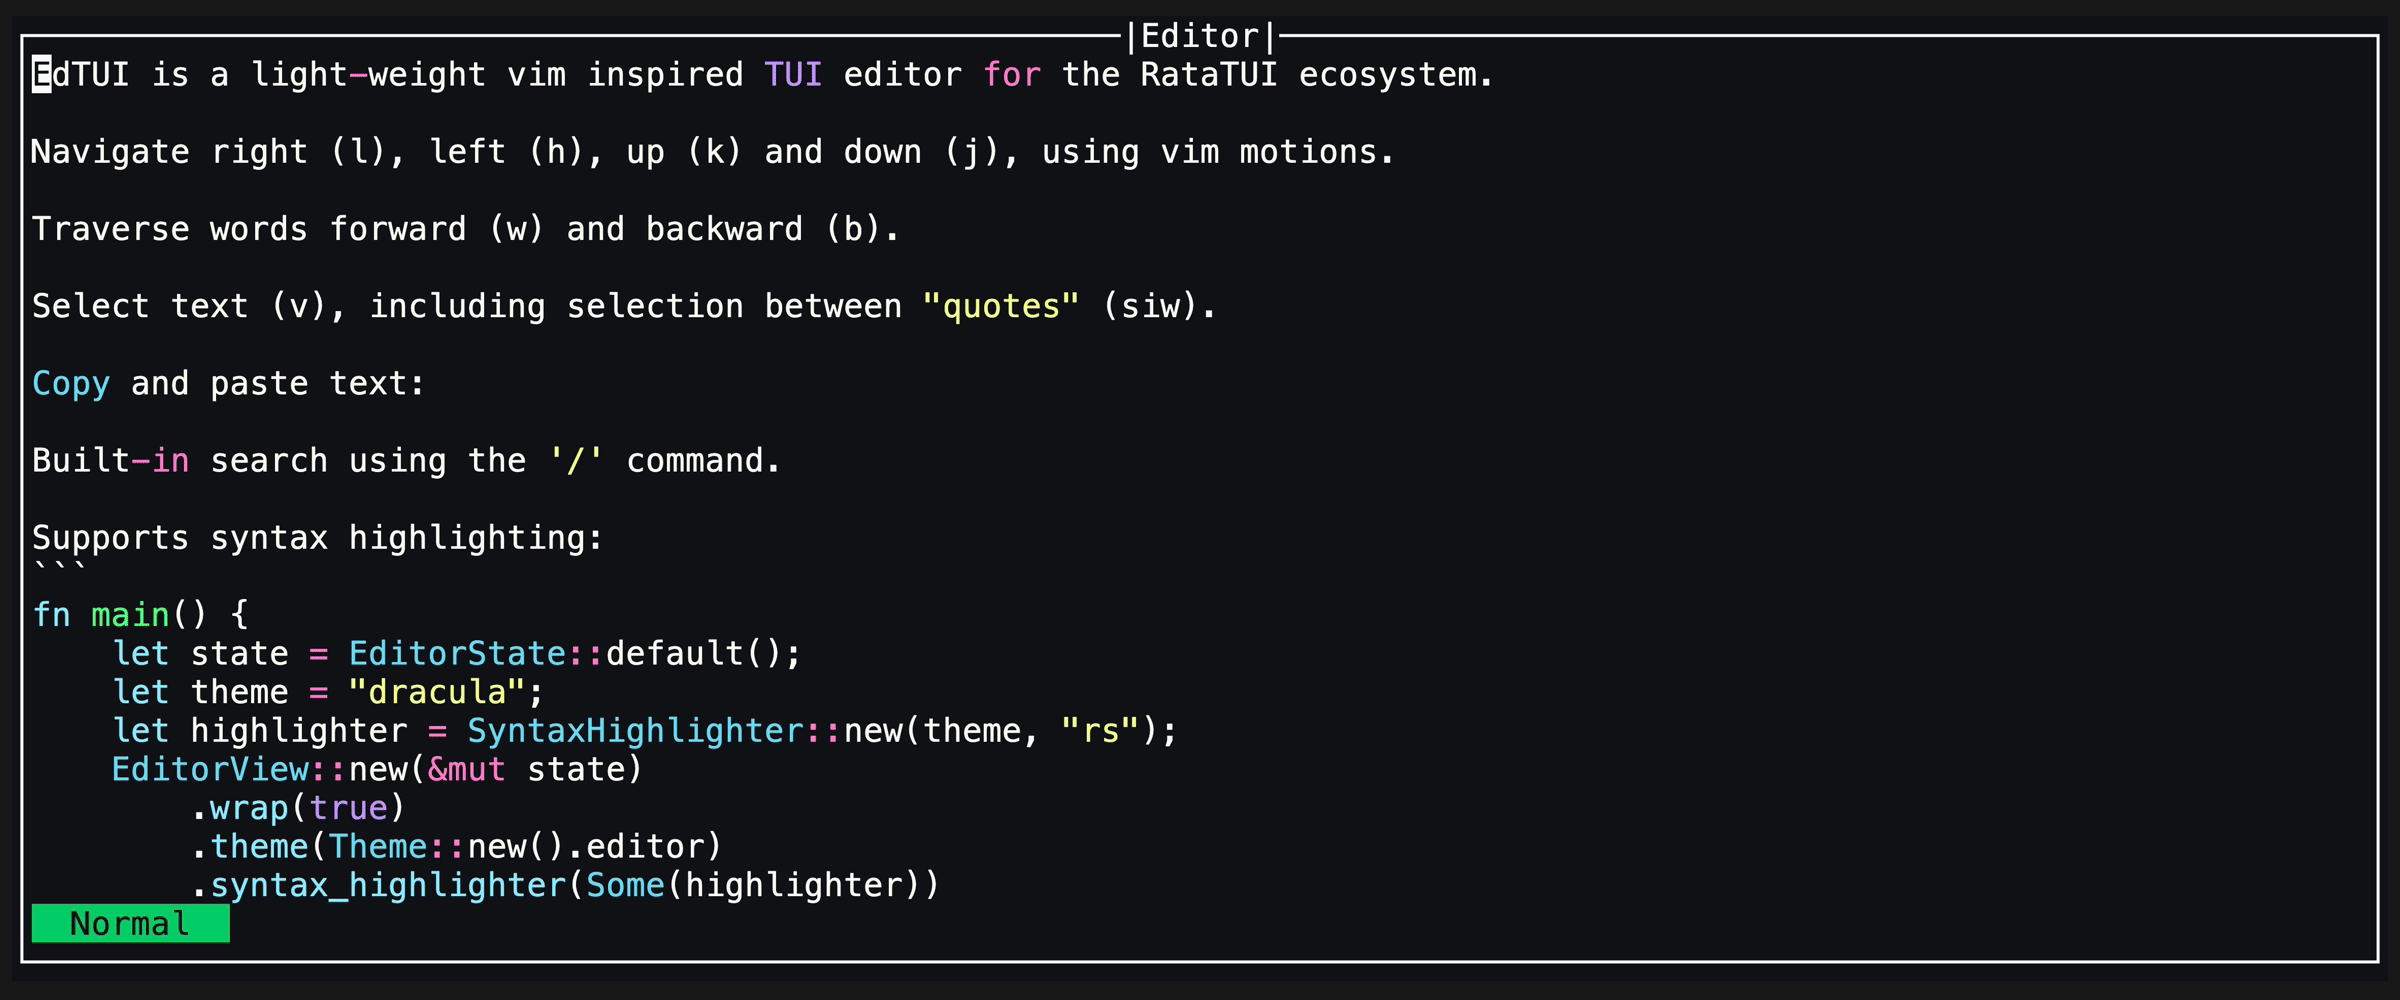 |Editor|
EdTUI is a light-weight vim inspired TUI editor for the RataTUI ecosystem.
Navigate right (l), left (h), up (k) and down (j), using vim motions.
Traverse words forward (w) and backward (b).
Select text (v), including selection between "quotes" (siw).
Copy and paste text:
Built-in search using the '/' command.
Supports syntax highlighting:
```
fn main() {
    let state = EditorState::default();
    let theme = "dracula";
    let highlighter = SyntaxHighlighter::new(theme, "rs");
    EditorView::new(&mut state)
        .wrap(true)
        .theme(Theme::new().editor)
        .syntax_highlighter(Some(highlighter))
Normal